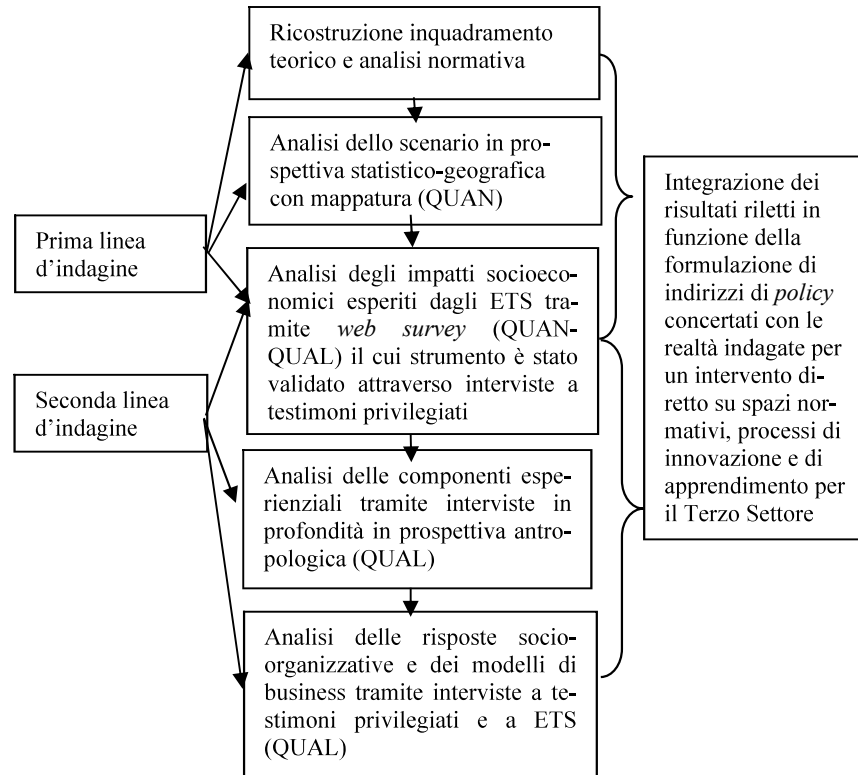 Ricostruzione inquadramento
teorico e analisi normativa
Analisi dello scenario in pro-
spettiva statistico-geografica
con mappatura (QUAN)
Prima linea
d’indagine
Analisi degli impatti socioeco-
nomici esperiti dagli ETS tra-
mite web survey (QUAN-
QUAL) il cui strumento è stato
validato attraverso interviste a
testimoni privilegiati
Seconda linea
d’indagine
Analisi delle componenti espe-
rienziali tramite interviste in
profondità in prospettiva antro-
pologica (QUAL)
Analisi delle risposte socio-
organizzative e dei modelli di
business tramite interviste a te-
stimoni privilegiati e a ETS
(QUAL)
Integrazione dei
risultati riletti in
funzione della
formulazione di
indirizzi di policy
concertati con le
realtà indagate per
un intervento di-
retto su spazi nor-
mativi, processi di
innovazione e di
apprendimento per
il Terzo Settore